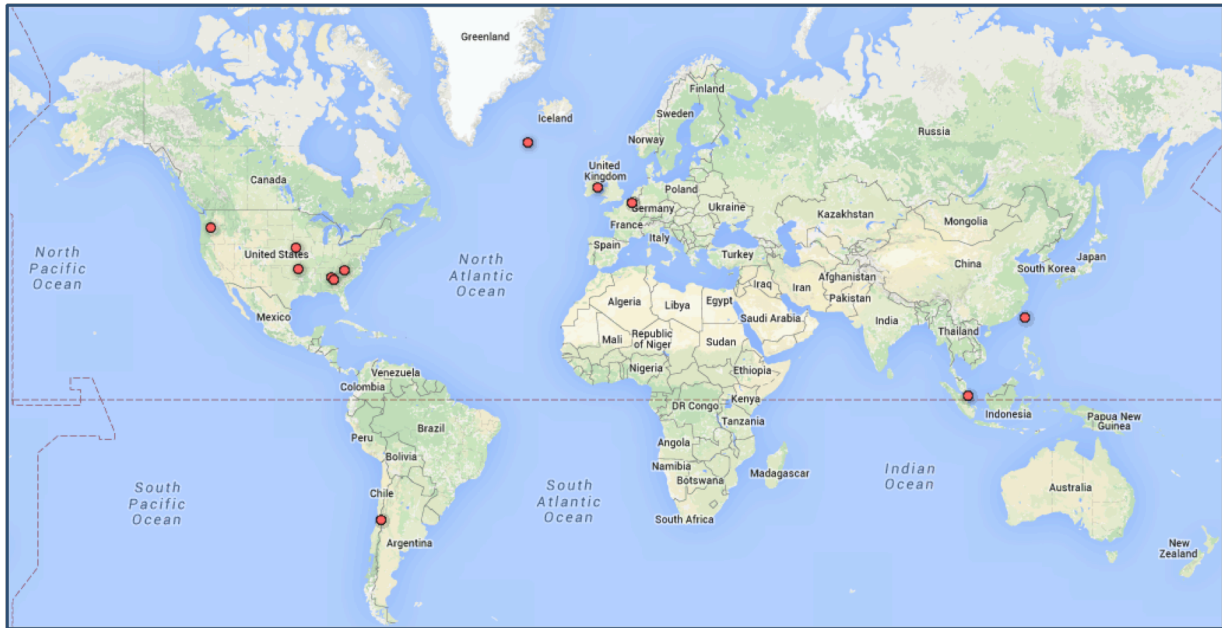 Greenland
Iceland
Finland
Sweden
Norway
Russia
United
Kingdom
Canada
Poland
Germany
Ukraine
Kazakhstan
Mongolia
France
North
Pacific
Ocean
United States
North
Atlantic
Ocean
Spain
Italy
Turkey
China
Japan
South Korea
Afghanistan
Iraq
Iran
Pakistan
Algeria
Libya
Egypt
Saudi Arabia
India
Mexico
Mali
Republic
of Niger
Sudan
Thailand
Nigeria
Ethiopia
Venezuela
Colombia
DR Congo
Kenya
Tanzania
Indonesia
Papua New
Guinea
Peru
Brazil
Angola
Bolivia
Namibia
Botswana
Madagascar
Indian
Ocean
South
Pacific
Ocean
Chile
South
Atlantic
Ocean
Australia
South Africa
Argentina
New
Zealand